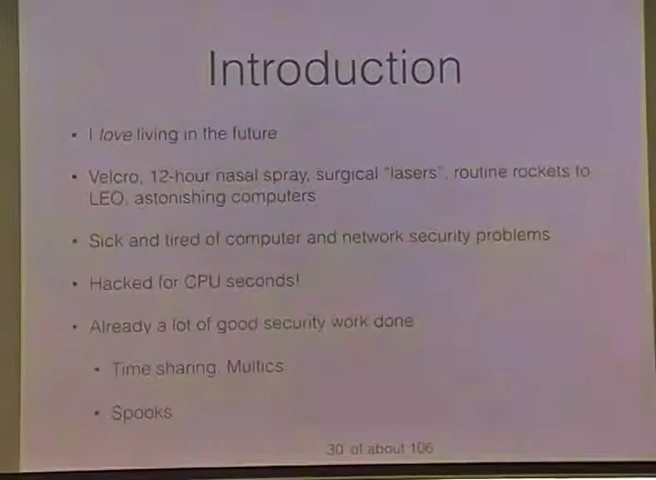 Introduction
• I love living in the future
• Velcro, 12-hour nasal spray, surgical "lasers", routine rockets to
LEO, astonishing computers
• Sick and tired of computer and network security problems
• Hacked for CPU seconds!
• Already a lot of good security work done
• Time sharing, Multics
• Spooks
30 of about 106